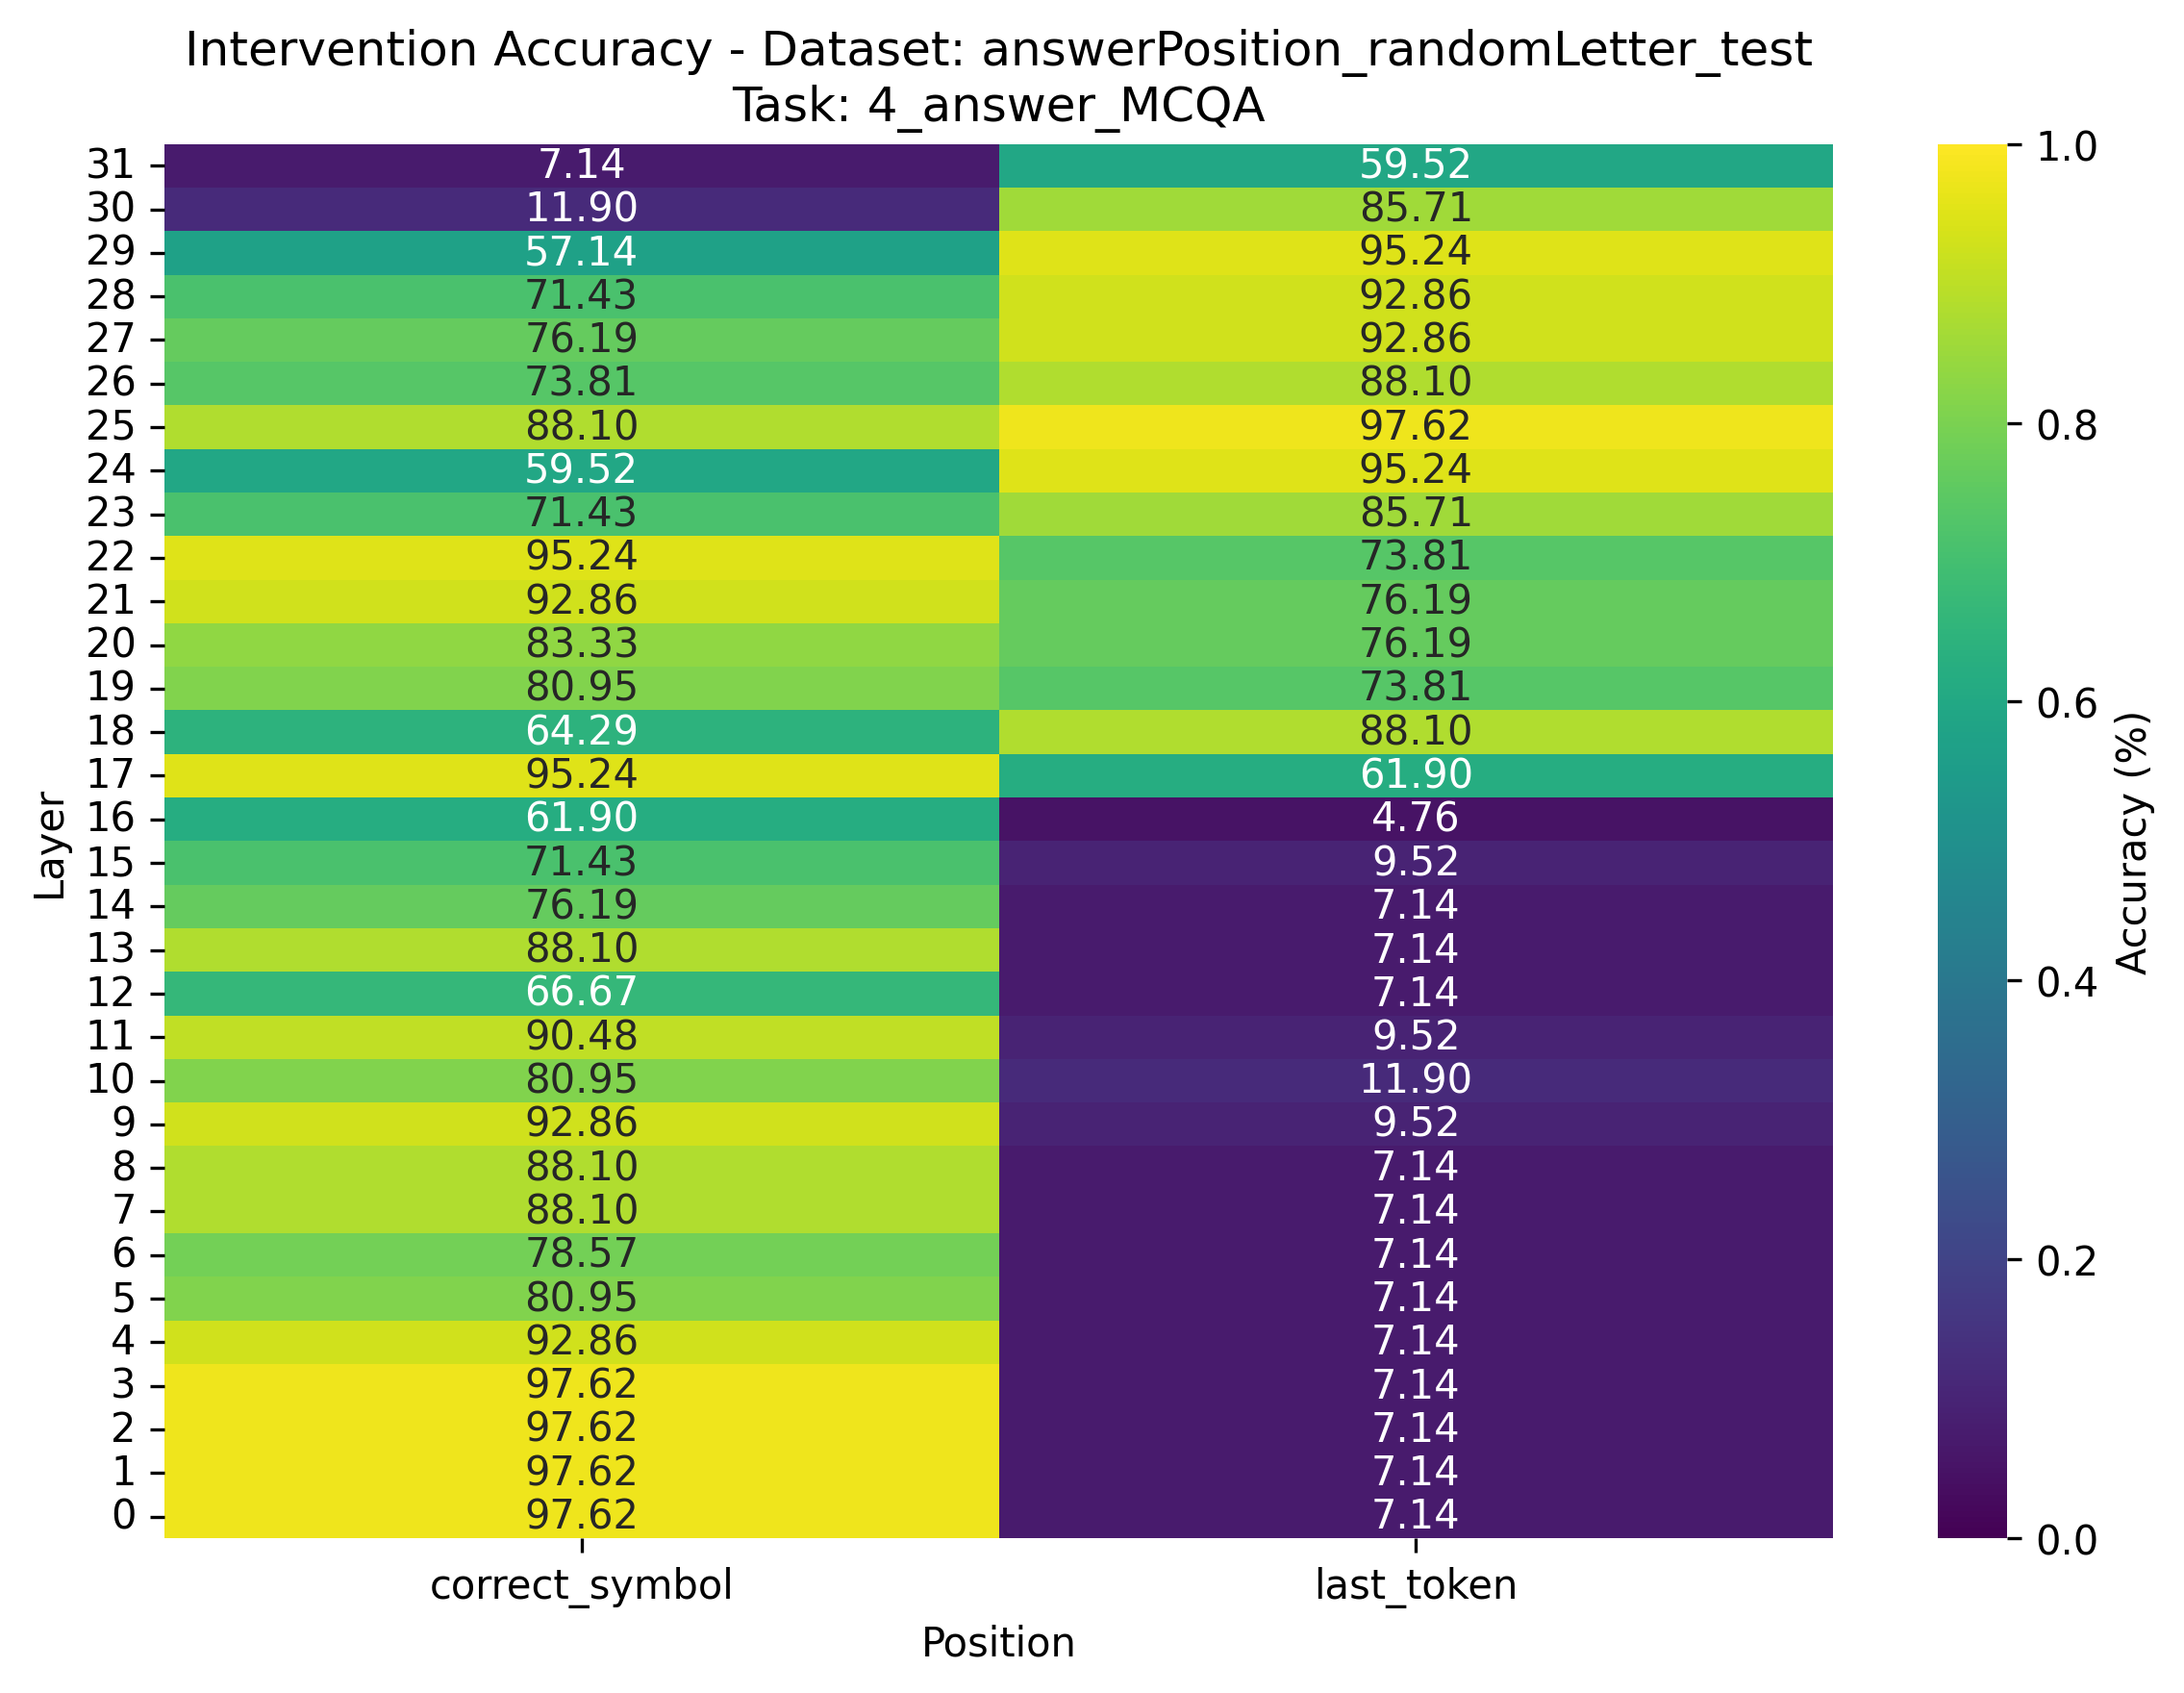 Intervention Accuracy - Dataset: answerPosition_randomLetter_test
Task: 4_answer_MCQA
31 7.14 59.52 1.0
30 11.90 85.71
29 57.14 95.24
28 71.43 92.86
27 76.19 92.86
26 73.81 88.10
25 88.10 97.62 0.8
24 59.52 95.24
23 71.43 85.71
22 95.24 73.81
21 92.86 76.19
20 83.33 76.19
19 80.95 73.81
18 64.29 88.10 0.6
17 95.24 61.90
16 61.90 4.76
15 71.43 9.52
14 76.19 7.14
13 88.10 7.14
12 66.67 7.14 0.4
11 90.48 9.52
10 80.95 11.90
9 92.86 9.52
8 88.10 7.14
7 88.10 7.14
6 78.57 7.14 0.2
5 80.95 7.14
4 92.86 7.14
3 97.62 7.14
2 97.62 7.14
1 97.62 7.14
0 97.62 7.14 0.0
correct_symbol last_token
Position
Layer
Accuracy (%)